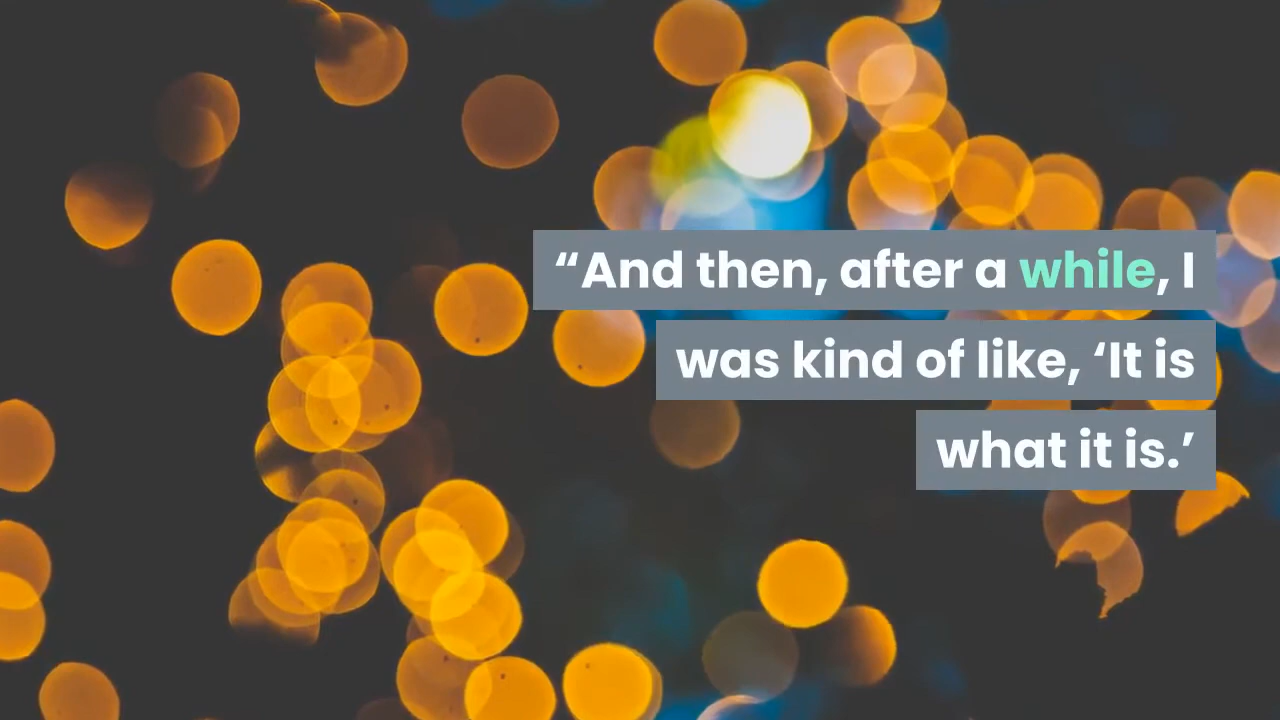 “And then, after a while, I
was kind of like, ‘It is
what it is.’